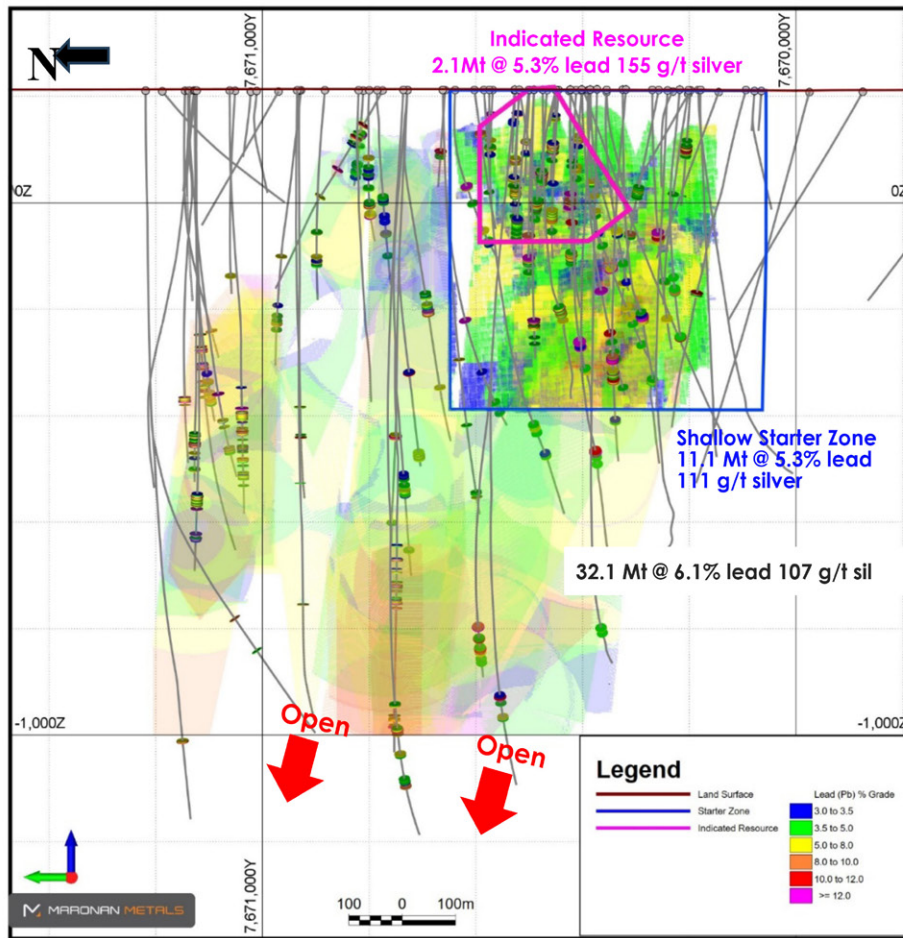 Indicated Resource
2.1Mt @ 5.3% lead 155 g/t silver
N
7,671,000Y
7,670,000Y
0Z
0Z
Shallow Starter Zone
11.1 Mt @ 5.3% lead
111 g/t silver
32.1 Mt @ 6.1% lead 107 g/t sil
-1,000Z
-1,000Z
Open
Open
Legend
Land Surface
Starter Zone
Indicated Resource
Lead (Pb) % Grade
3.0 to 3.5
3.5 to 5.0
5.0 to 8.0
8.0 to 10.0
10.0 to 12.0
>= 12.0
7,671,000Y
100 0 100m
MARONAN METALS